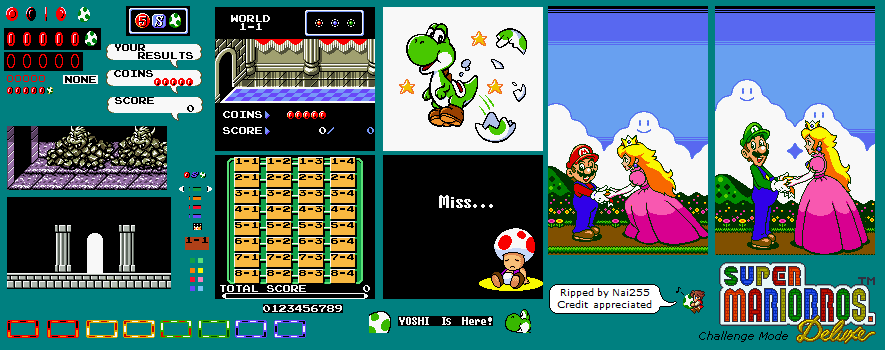 YOUR
RESULTS
COINS
NONE
SCORE
0
WORLD
1-1
COINS
SCORE
0/ 0
1-1
1-1 1-2 1-3 1-4
2-1 2-2 2-3 2-4
3-1 3-2 3-3 3-4
4-1 4-2 4-3 4-4
5-1 5-2 5-3 5-4
6-1 6-2 6-3 6-4
7-1 7-2 7-3 7-4
8-1 8-2 8-3 8-4
TOTAL SCORE
0
0123456789
Miss...
YOSHI Is Here!
Ripped by Nai255
Credit appreciated
SUPER
MARIOBROS.
TM
Deluxe
Challenge Mode